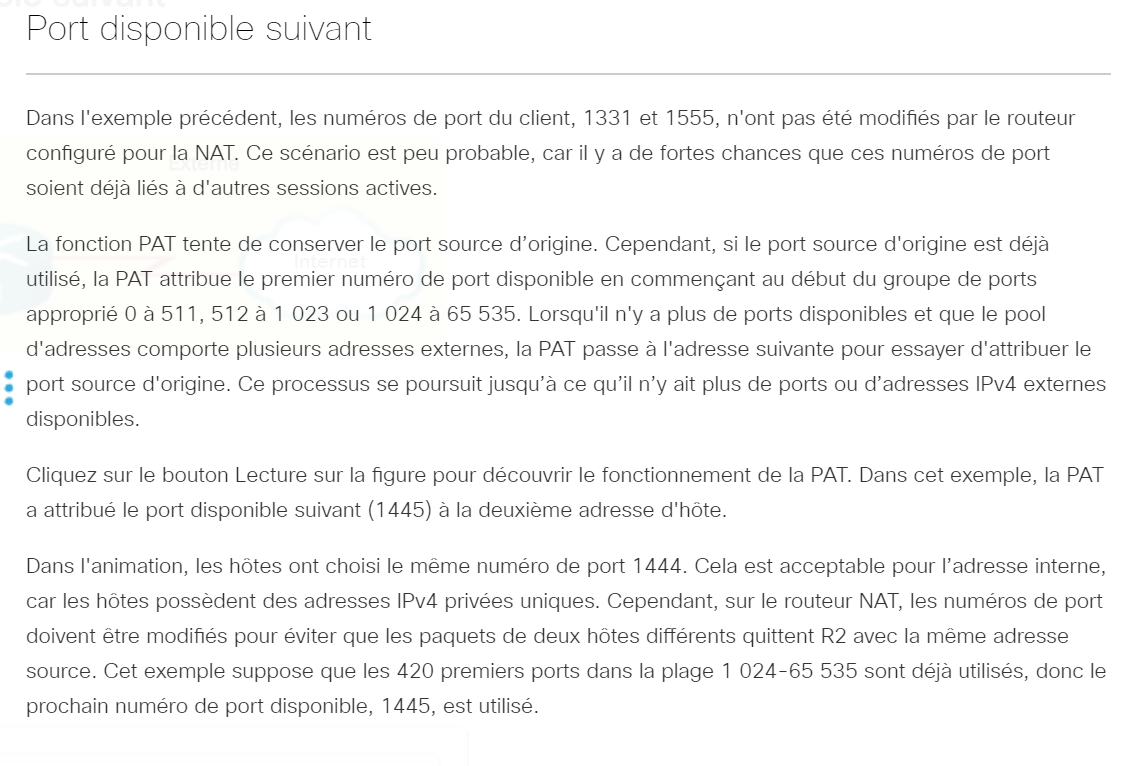 Port disponible suivant
Dans l'exemple précédent, les numéros de port du client, 1331 et 1555, n'ont pas été modifiés par le routeur
configuré pour la NAT. Ce scénario est peu probable, car il y a de fortes chances que ces numéros de port
soient déjà liés à d'autres sessions actives.
La fonction PAT tente de conserver le port source d’origine. Cependant, si le port source d'origine est déjà
utilisé, la PAT attribue le premier numéro de port disponible en commençant au début du groupe de ports
approprié 0 à 511, 512 à 1 023 ou 1 024 à 65 535. Lorsqu'il n'y a plus de ports disponibles et que le pool
d'adresses comporte plusieurs adresses externes, la PAT passe à l'adresse suivante pour essayer d'attribuer le
port source d'origine. Ce processus se poursuit jusqu’à ce qu’il n’y ait plus de ports ou d’adresses IPv4 externes
disponibles.
Cliquez sur le bouton Lecture sur la figure pour découvrir le fonctionnement de la PAT. Dans cet exemple, la PAT
a attribué le port disponible suivant (1445) à la deuxième adresse d'hôte.
Dans l'animation, les hôtes ont choisi le même numéro de port 1444. Cela est acceptable pour l’adresse interne,
car les hôtes possèdent des adresses IPv4 privées uniques. Cependant, sur le routeur NAT, les numéros de port
doivent être modifiés pour éviter que les paquets de deux hôtes différents quittent R2 avec la même adresse
source. Cet exemple suppose que les 420 premiers ports dans la plage 1 024-65 535 sont déjà utilisés, donc le
prochain numéro de port disponible, 1445, est utilisé.
Externe
Internet